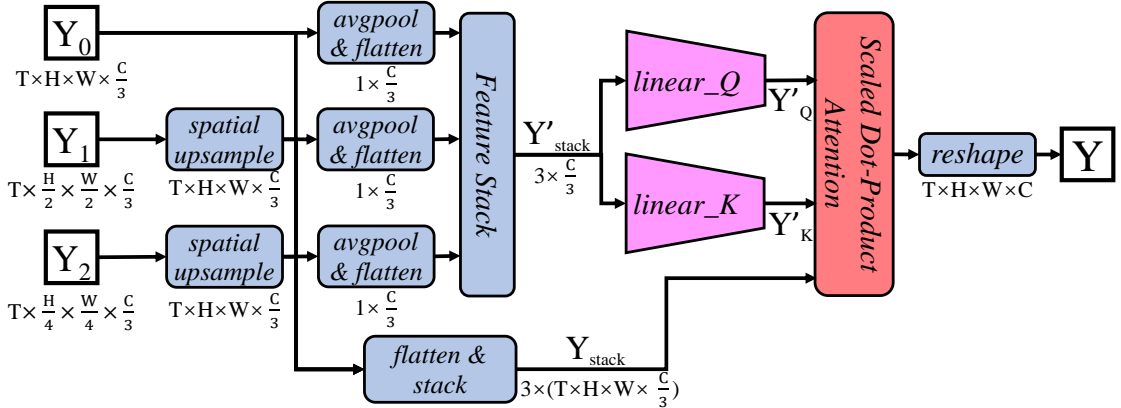 Y₀
T×H×W× C/3
avgpool
& flatten
1× C/3
Y₁
T× H/2 × W/2 × C/3
spatial
upsample
T×H×W× C/3
avgpool
& flatten
1× C/3
Y₂
T× H/4 × W/4 × C/3
spatial
upsample
T×H×W× C/3
avgpool
& flatten
1× C/3
flatten &
stack
Feature Stack
Y'stack
3× C/3
Ystack
3×(T×H×W× C/3)
linear_Q
Y'Q
linear_K
Y'K
Scaled Dot-Product
Attention
reshape
T×H×W×C
Y